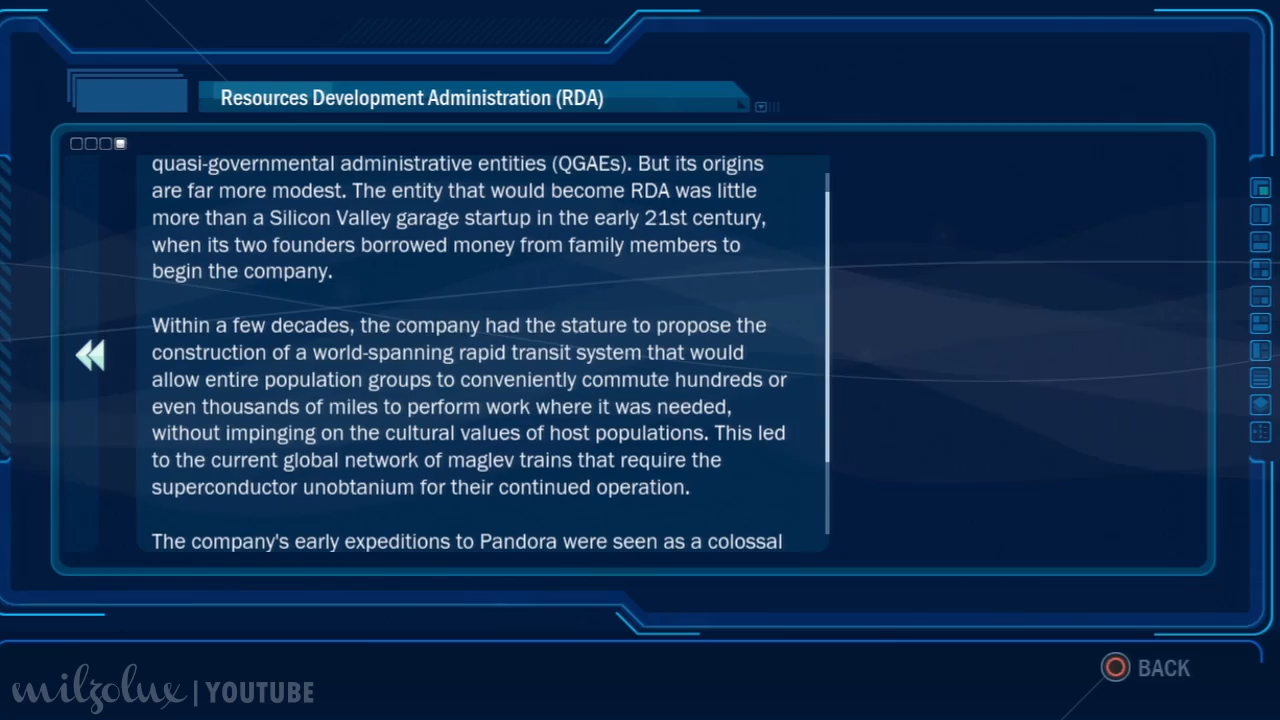 Resources Development Administration (RDA)
quasi-governmental administrative entities (QGAEs). But its origins
are far more modest. The entity that would become RDA was little
more than a Silicon Valley garage startup in the early 21st century,
when its two founders borrowed money from family members to
begin the company.
Within a few decades, the company had the stature to propose the
construction of a world-spanning rapid transit system that would
allow entire population groups to conveniently commute hundreds or
even thousands of miles to perform work where it was needed,
without impinging on the cultural values of host populations. This led
to the current global network of maglev trains that require the
superconductor unobtanium for their continued operation.
The company's early expeditions to Pandora were seen as a colossal
BACK
milzolux | YOUTUBE